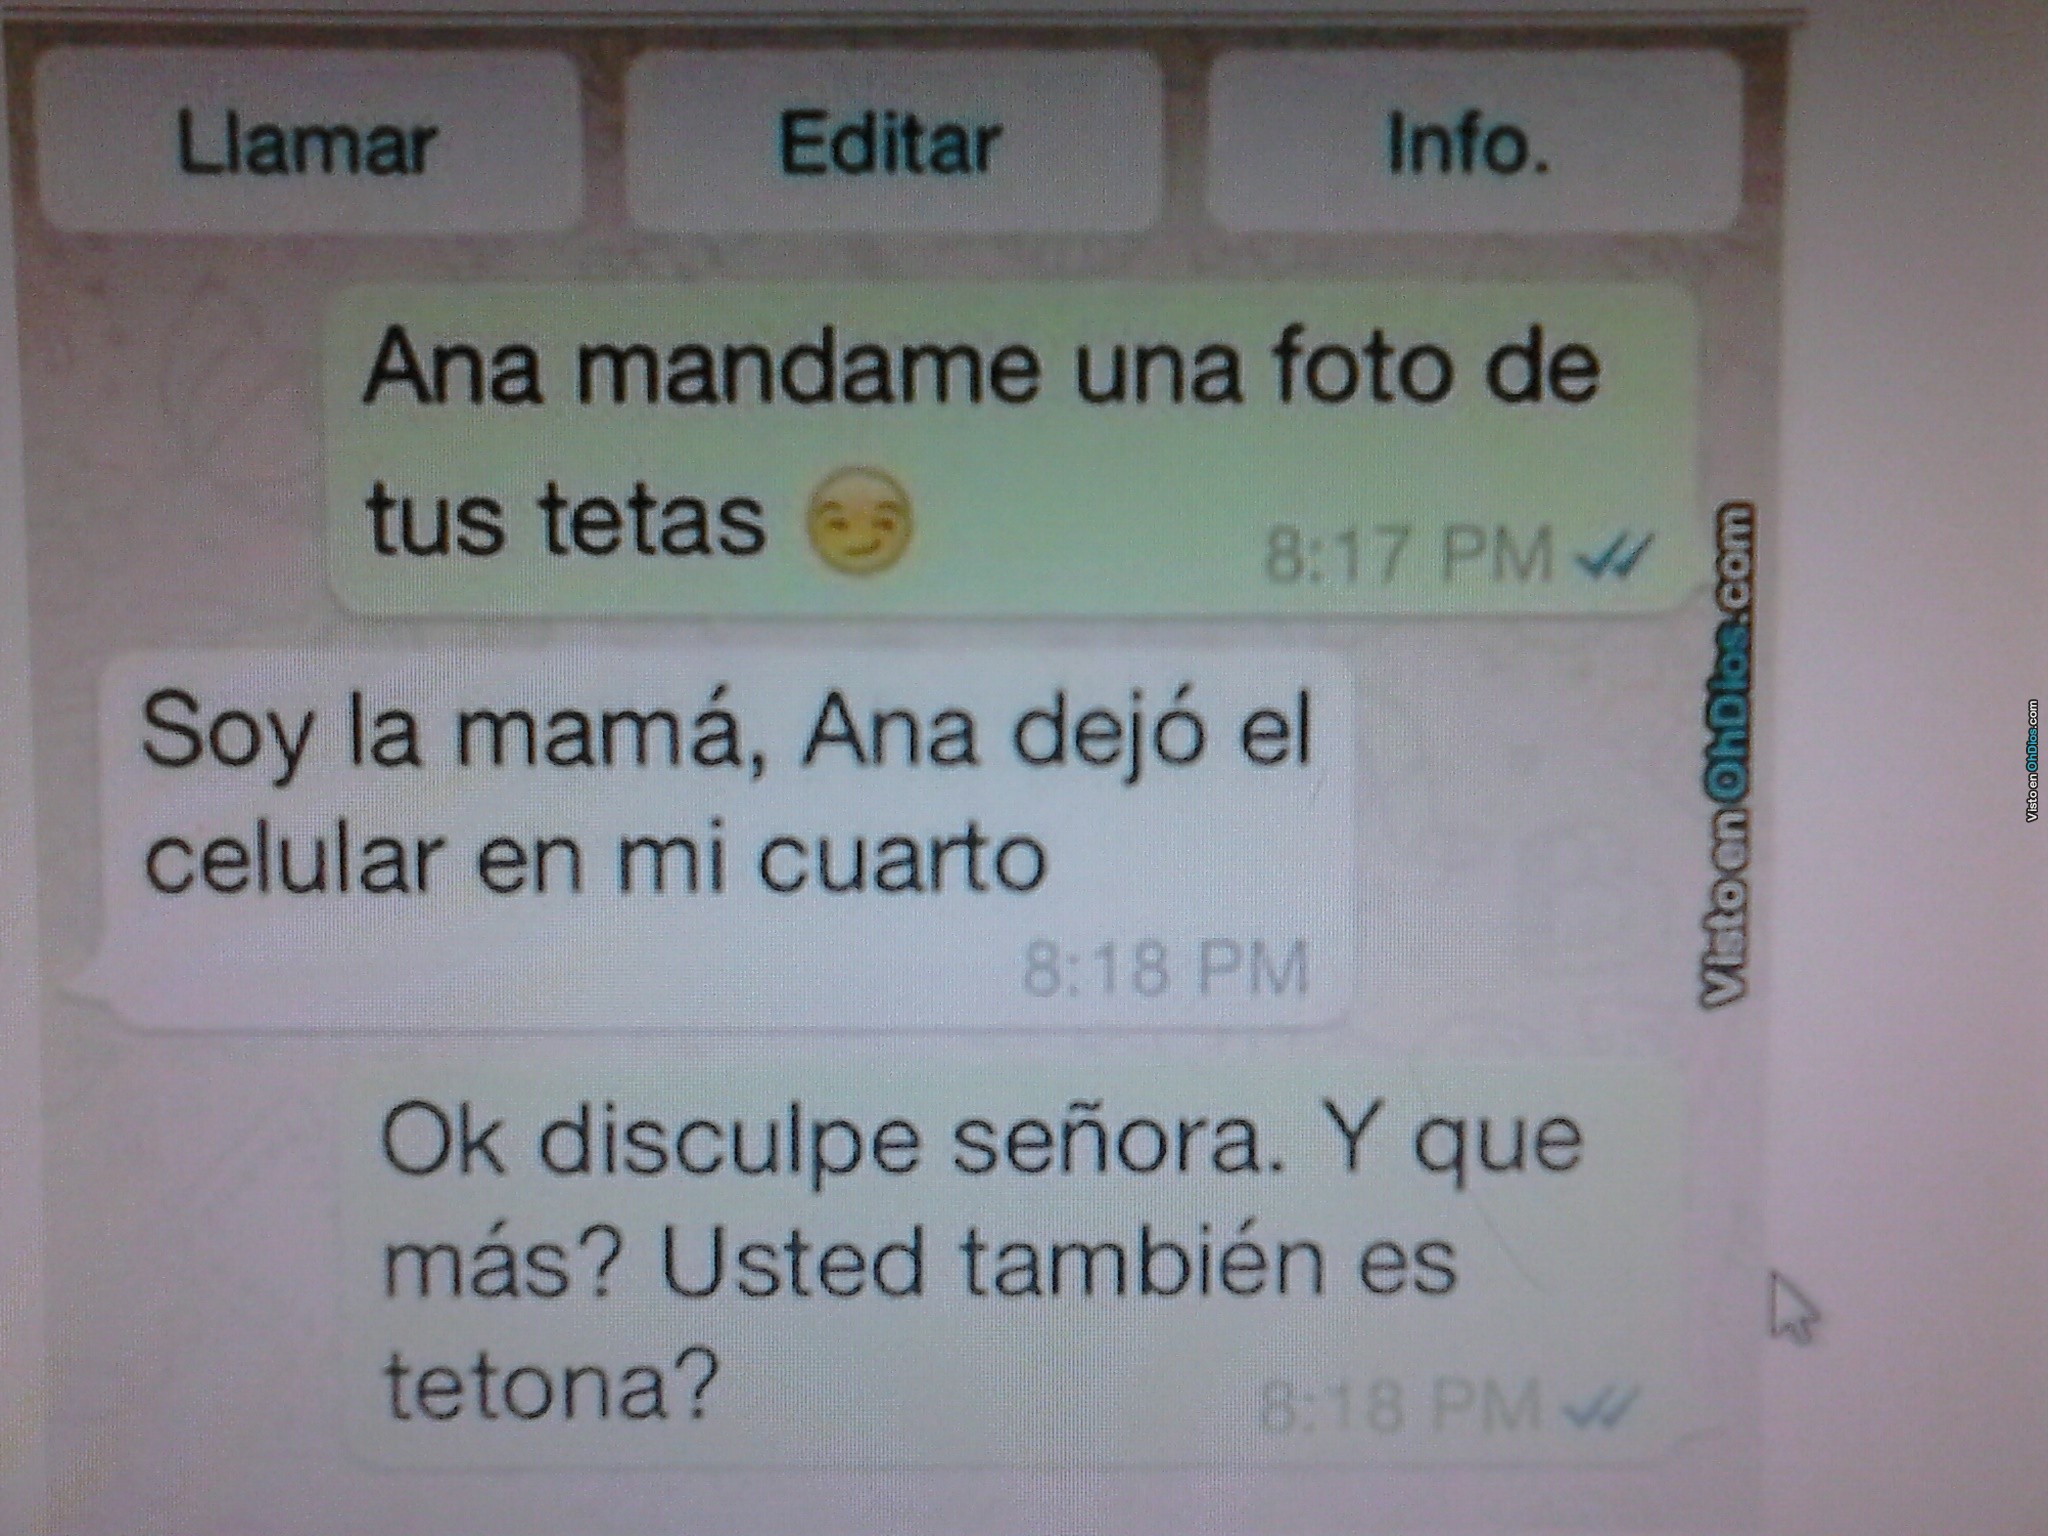 Llamar
Editar
Info.
Ana mandame una foto de
tus tetas 😏
8:17 PM
Soy la mamá, Ana dejó el
celular en mi cuarto
8:18 PM
Ok disculpe señora. Y que
más? Usted también es
tetona?
8:18 PM
Visto en OhDios.com
Visto en OhDios.com